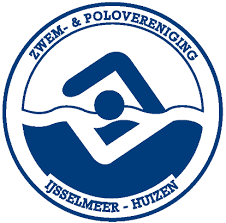 ZWEM- & POLOVERENIGING
IJSSELMEER - HUIZEN